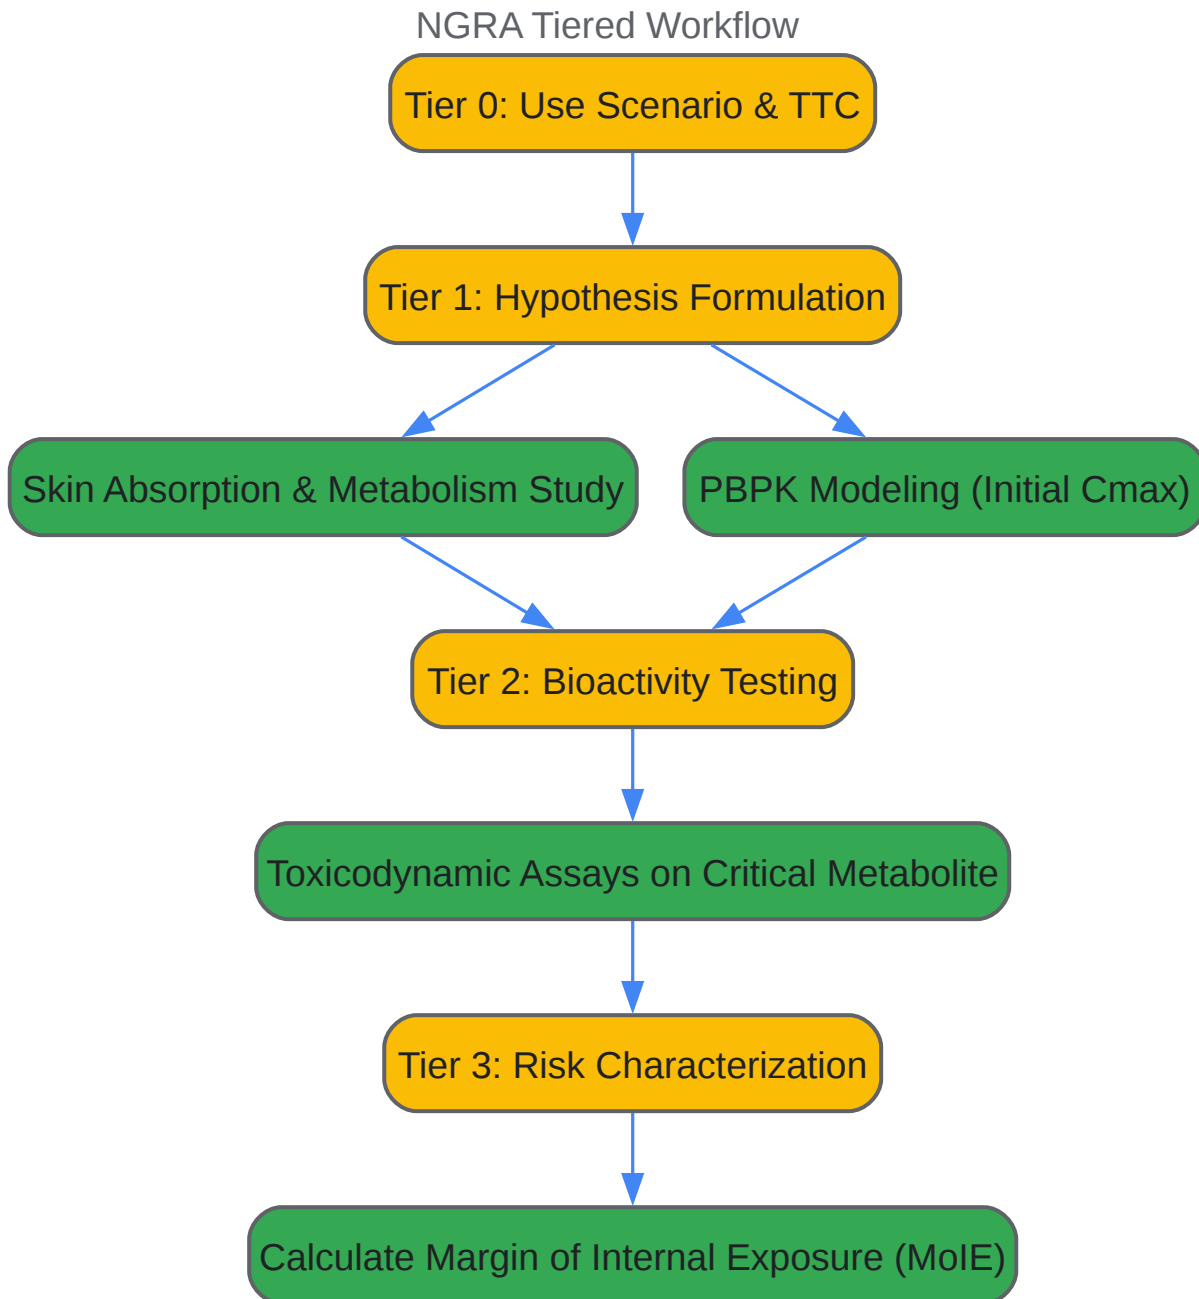 NGRA Tiered Workflow
Tier 0: Use Scenario & TTC
Tier 1: Hypothesis Formulation
Skin Absorption & Metabolism Study
PBPK Modeling (Initial Cmax)
Tier 2: Bioactivity Testing
Toxicodynamic Assays on Critical Metabolite
Tier 3: Risk Characterization
Calculate Margin of Internal Exposure (MoIE)